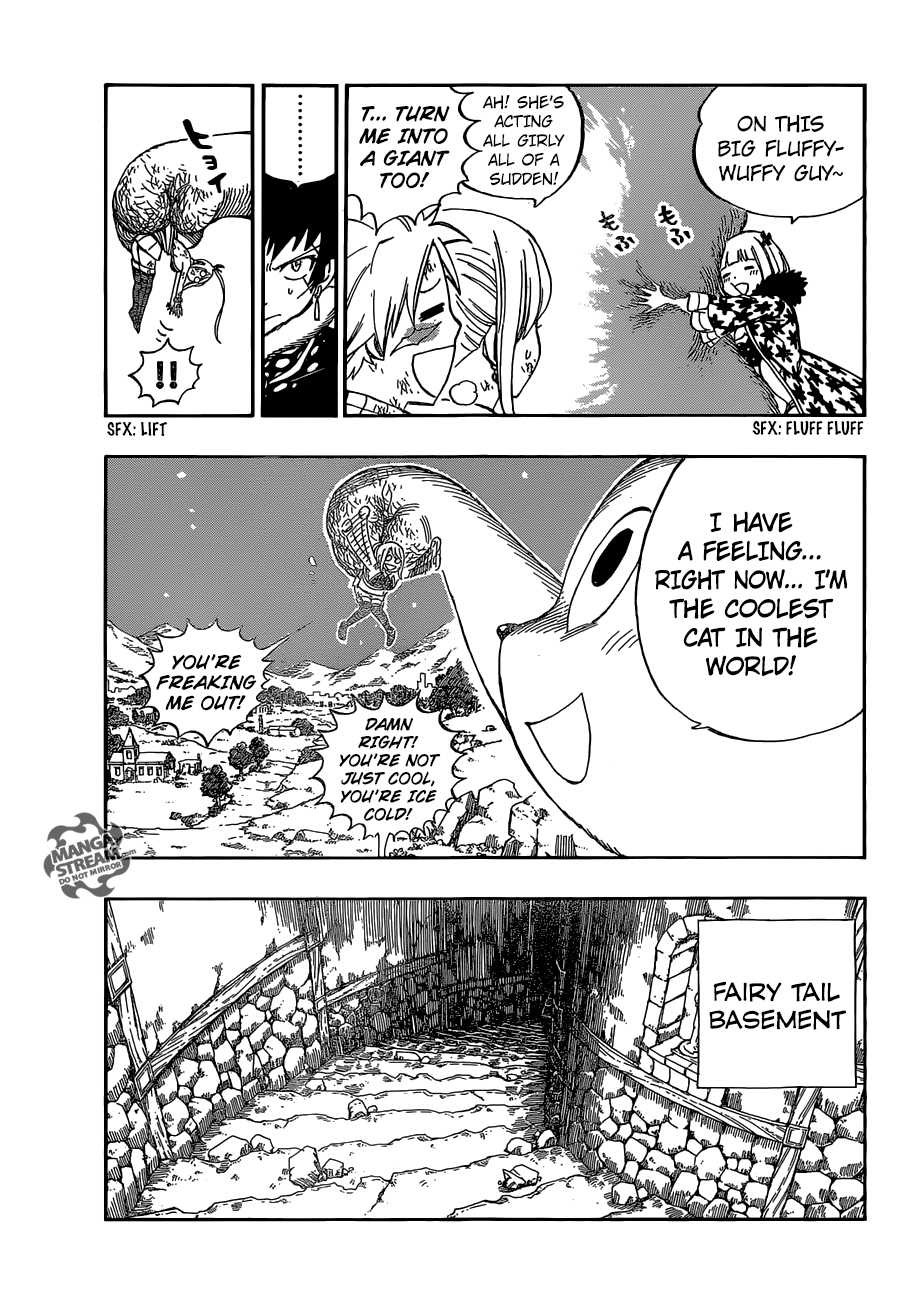 ON THIS
BIG FLUFFY-
WUFFY GUY~
もふ
もふ
AH! SHE'S
ACTING
ALL GIRLY
ALL OF A
SUDDEN!
T... TURN
ME INTO
A GIANT
TOO!
SFX: FLUFF FLUFF
..........
ヒョイ
!!
SFX: LIFT
I HAVE
A FEELING...
RIGHT NOW... I'M
THE COOLEST
CAT IN THE
WORLD!
YOU'RE
FREAKING
ME OUT!
DAMN
RIGHT!
YOU'RE NOT
JUST COOL,
YOU'RE ICE
COLD!
MANGA
STREAM.com
DO NOT MIRROR
FAIRY TAIL
BASEMENT